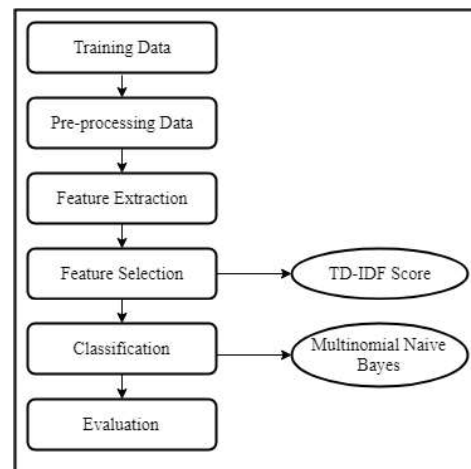 Training Data
Pre-processing Data
Feature Extraction
Feature Selection
TD-IDF Score
Classification
Multinomial Naive
Bayes
Evaluation